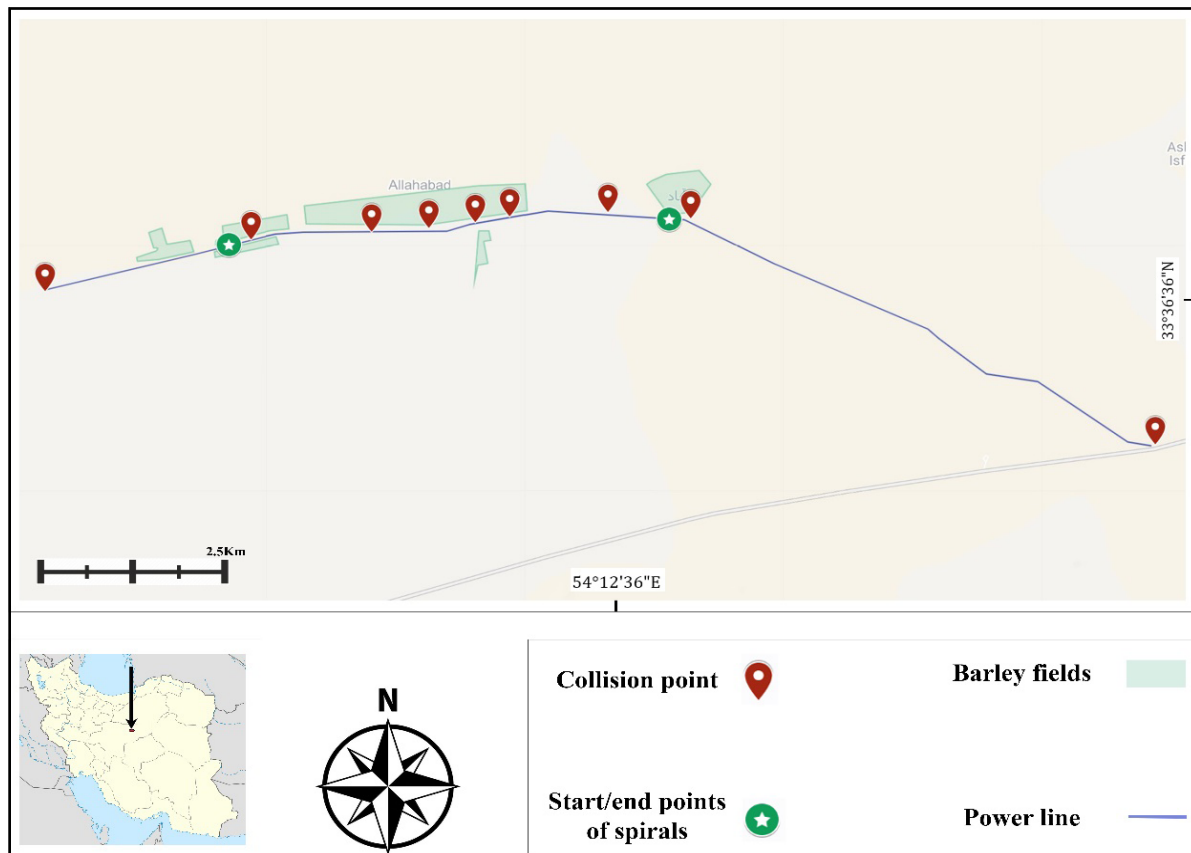 Asl
Isf
Allahabad
33°36'36"N
2.5Km
54°12'36"E
N
Collision point
Barley fields
Start/end points
of spirals
Power line